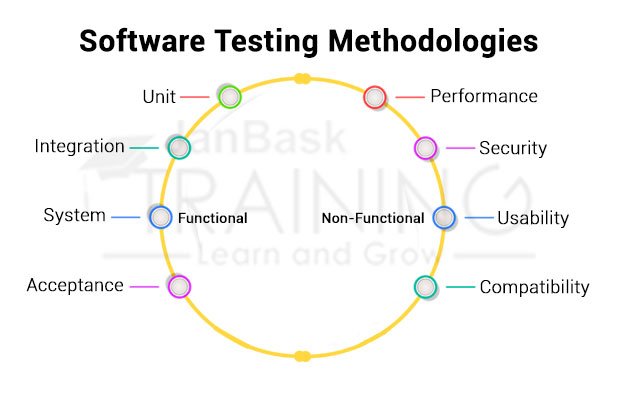 Software Testing Methodologies
Unit
Performance
JanBask
Integration
Security
TRAINING
System
Functional
Non-Functional
Usability
Learn and Grow
Acceptance
Compatibility